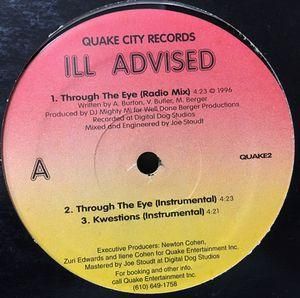 QUAKE CITY RECORDS
ILL ADVISED
1. Through The Eye (Radio Mix) 4:23 © 1996
Written by A. Burton, V. Butler, M. Berger
Produced by DJ Mighty Mi for Well Done Berger Productions
Recorded at Digital Dog Studios
Mixed and Engineered by Joe Stoudt
A
QUAKE2
2. Through The Eye (Instrumental) 4:23
3. Kwestions (Instrumental) 4:21
Executive Producers: Newton Cohen,
Zuri Edwards and Ilene Cohen for Quake Entertainment Inc.
Mastered by Joe Stoudt at Digital Dog Studios
For booking and other info.
call Quake Entertainment Inc.
(610) 649-1758